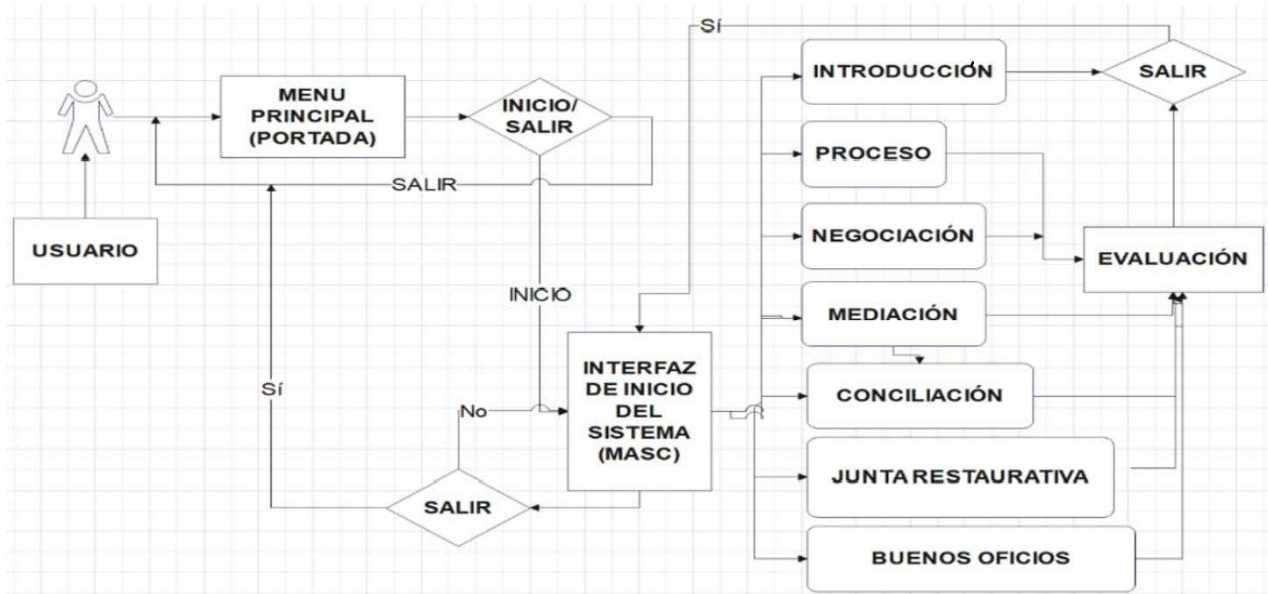 Sí
INTRODUCCIÓN
SALIR
MENU
PRINCIPAL
(PORTADA)
INICIO/
SALIR
PROCESO
SALIR
USUARIO
NEGOCIACIÓN
EVALUACIÓN
INICIO
MEDIACIÓN
INTERFAZ
DE INICIO
DEL
SISTEMA
(MASC)
Sí
No
CONCILIACIÓN
JUNTA RESTAURATIVA
SALIR
BUENOS OFICIOS